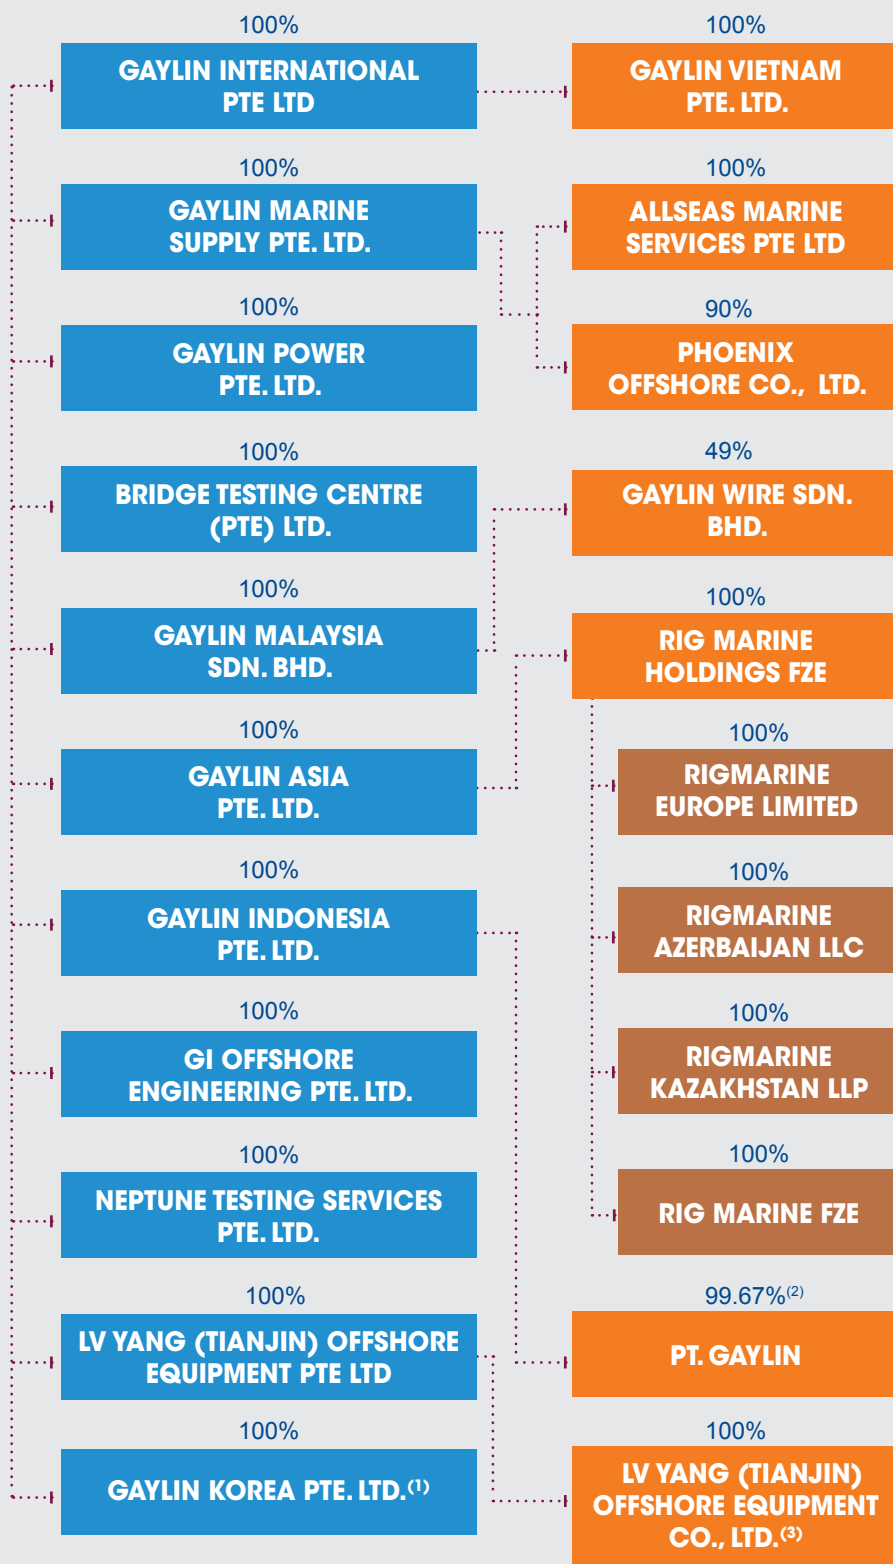 100%
GAYLIN INTERNATIONAL
PTE LTD
100%
GAYLIN MARINE
SUPPLY PTE. LTD.
100%
GAYLIN POWER
PTE. LTD.
100%
BRIDGE TESTING CENTRE
(PTE) LTD.
100%
GAYLIN MALAYSIA
SDN. BHD.
100%
GAYLIN ASIA
PTE. LTD.
100%
GAYLIN INDONESIA
PTE. LTD.
100%
GI OFFSHORE
ENGINEERING PTE. LTD.
100%
NEPTUNE TESTING SERVICES
PTE. LTD.
100%
LV YANG (TIANJIN) OFFSHORE
EQUIPMENT PTE LTD
100%
GAYLIN KOREA PTE. LTD.(1)
100%
GAYLIN VIETNAM
PTE. LTD.
100%
ALLSEAS MARINE
SERVICES PTE LTD
90%
PHOENIX
OFFSHORE CO., LTD.
49%
GAYLIN WIRE SDN.
BHD.
100%
RIG MARINE
HOLDINGS FZE
100%
RIGMARINE
EUROPE LIMITED
100%
RIGMARINE
AZERBAIJAN LLC
100%
RIGMARINE
KAZAKHSTAN LLP
100%
RIG MARINE FZE
99.67%(2)
PT. GAYLIN
100%
LV YANG (TIANJIN)
OFFSHORE EQUIPMENT
CO., LTD.(3)